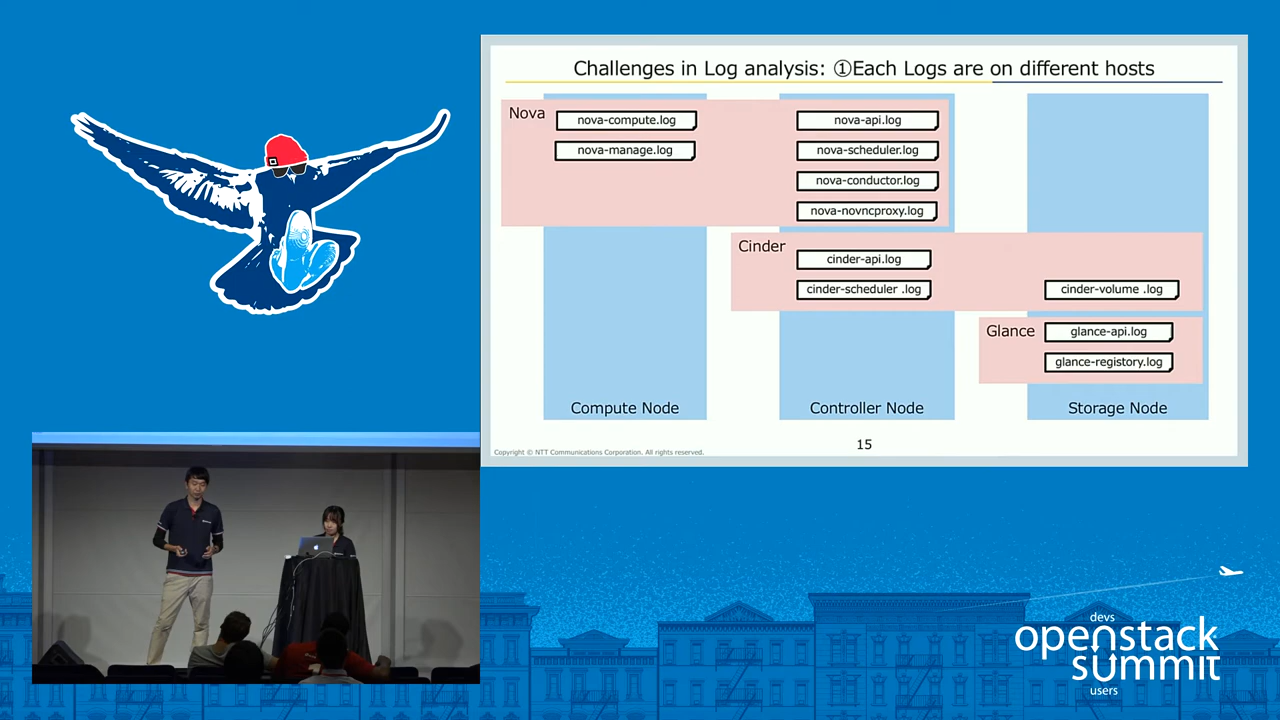 Challenges in Log analysis: ①Each Logs are on different hosts
Nova
nova-compute.log
nova-manage.log
nova-api.log
nova-scheduler.log
nova-conductor.log
nova-novncproxy.log
Cinder
cinder-api.log
cinder-scheduler .log
cinder-volume .log
Glance
glance-api.log
glance-registory.log
Compute Node
Controller Node
Storage Node
15
Copyright © NTT Communications Corporation. All rights reserved.
devs
openstack
summit
users